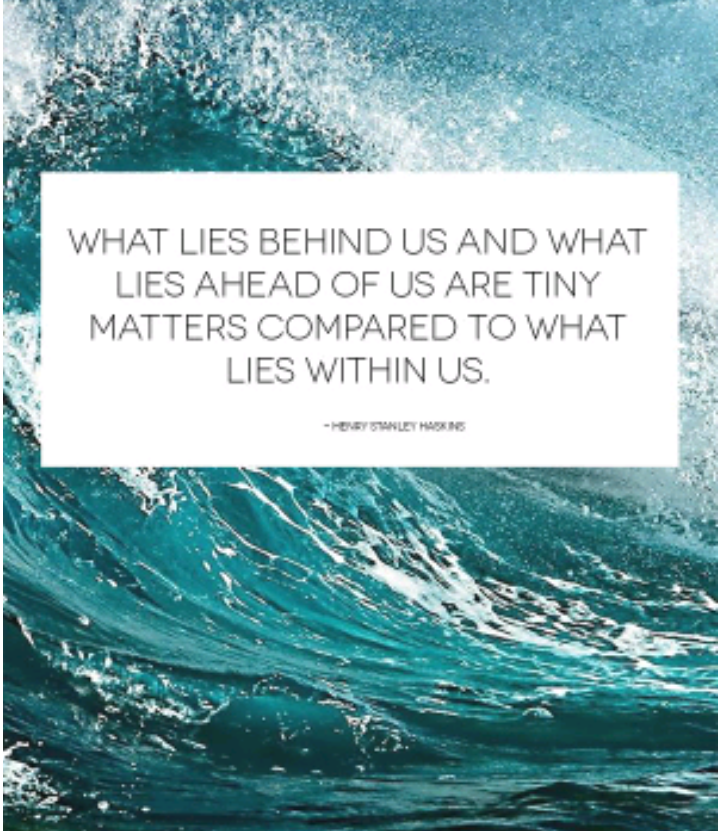 WHAT LIES BEHIND US AND WHAT
LIES AHEAD OF US ARE TINY
MATTERS COMPARED TO WHAT
LIES WITHIN US.
- HENRY STANLEY HASKINS